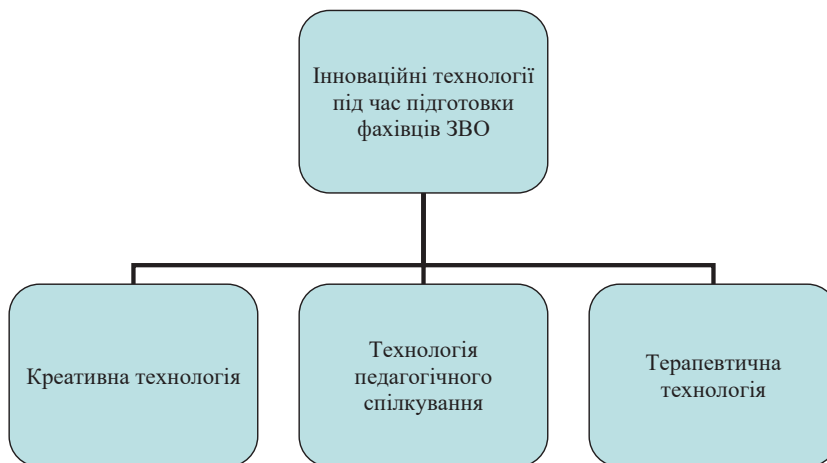 Інноваційні технології
під час підготовки
фахівців ЗВО
Креативна технологія
Технологія
педагогічного
спілкування
Терапевтична
технологія